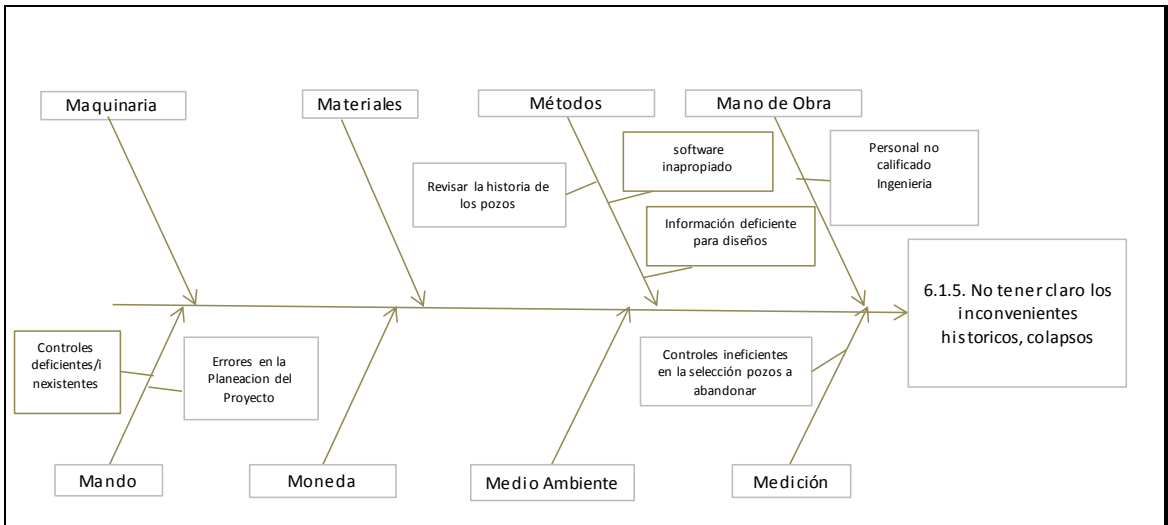 Maquinaria
Materiales
Métodos
Mano de Obra
software
inapropiado
Personal no
calificado
Ingenieria
Revisar la historia de
los pozos
Información deficiente
para diseños
6.1.5. No tener claro los
inconvenientes
historicos, colapsos
Controles
deficientes/i
nexistentes
Errores en la
Planeacion del
Proyecto
Controles ineficientes
en la selección pozos a
abandonar
Mando
Moneda
Medio Ambiente
Medición